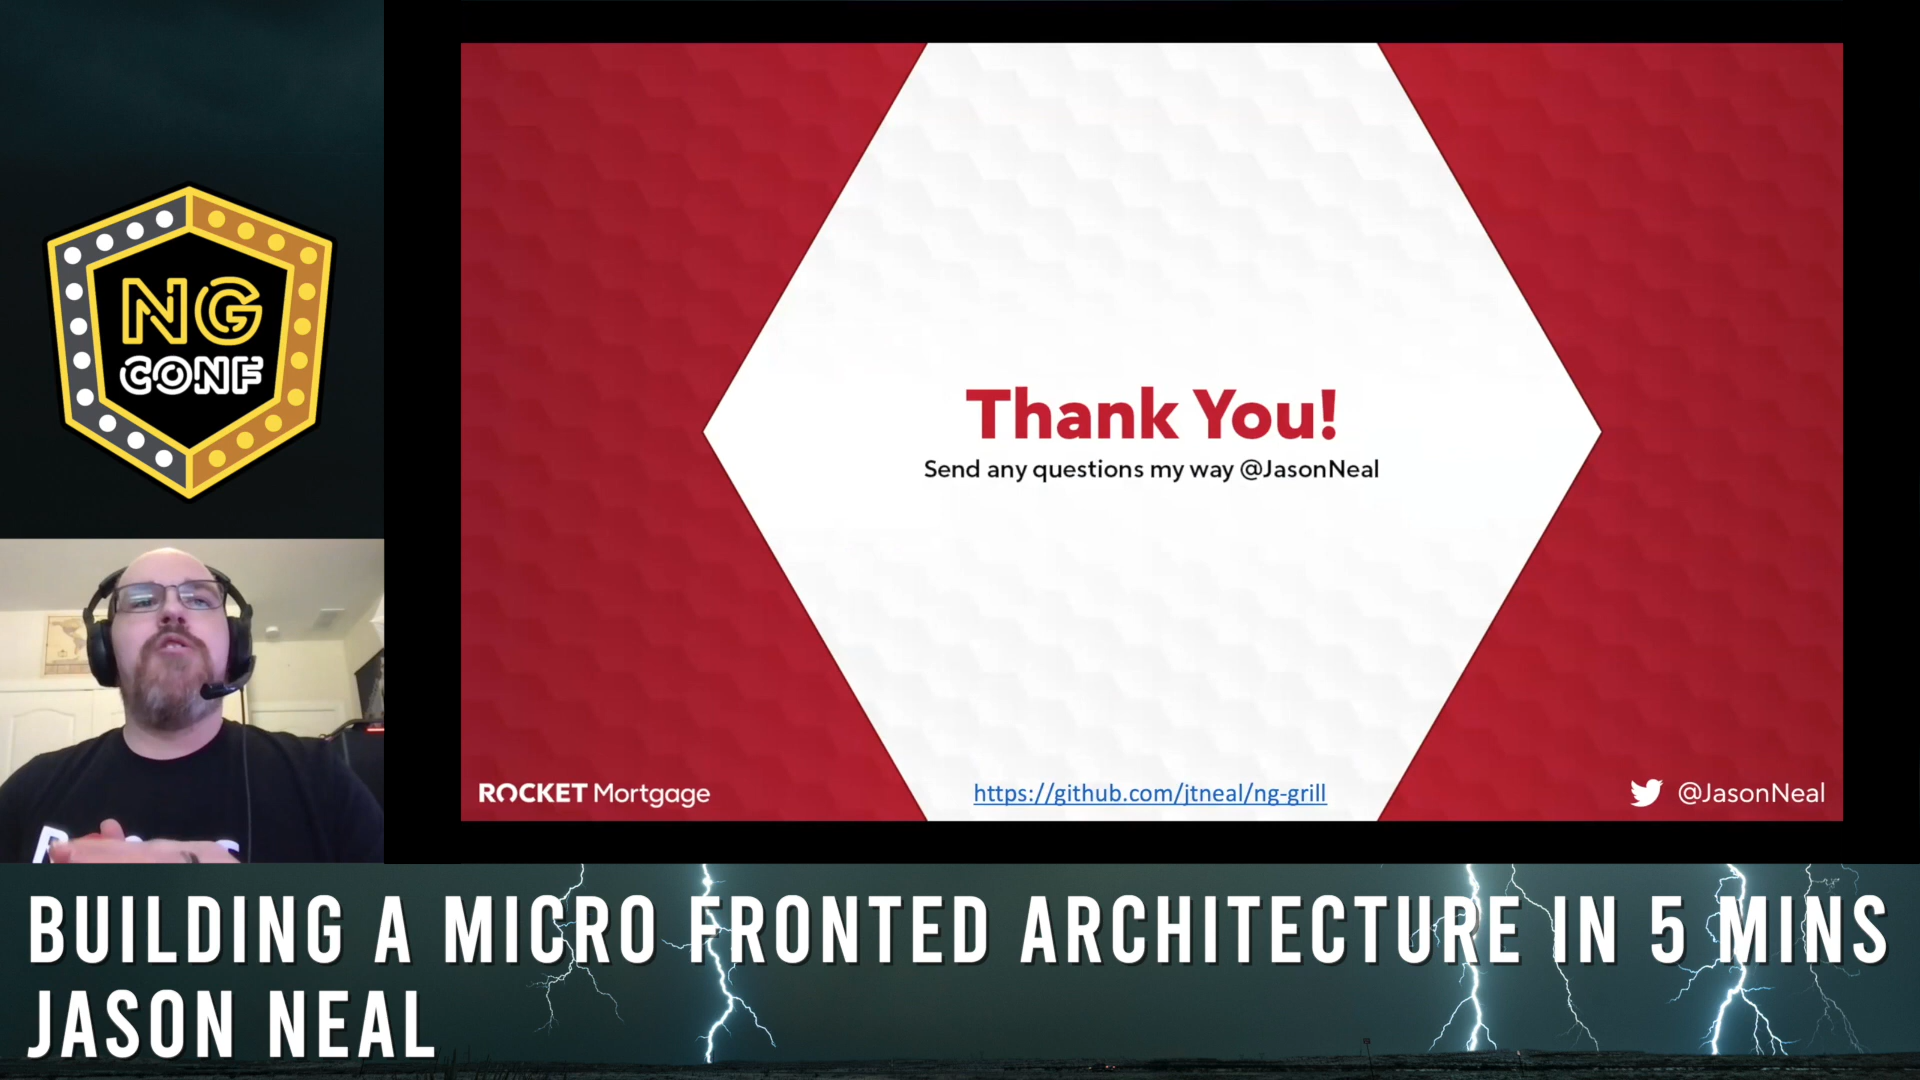 NG
CONF
Thank You!
Send any questions my way @JasonNeal
ROCKET Mortgage
https://github.com/jtneal/ng-grill
@JasonNeal
BUILDING A MICRO FRONTED ARCHITECTURE IN 5 MINS
JASON NEAL